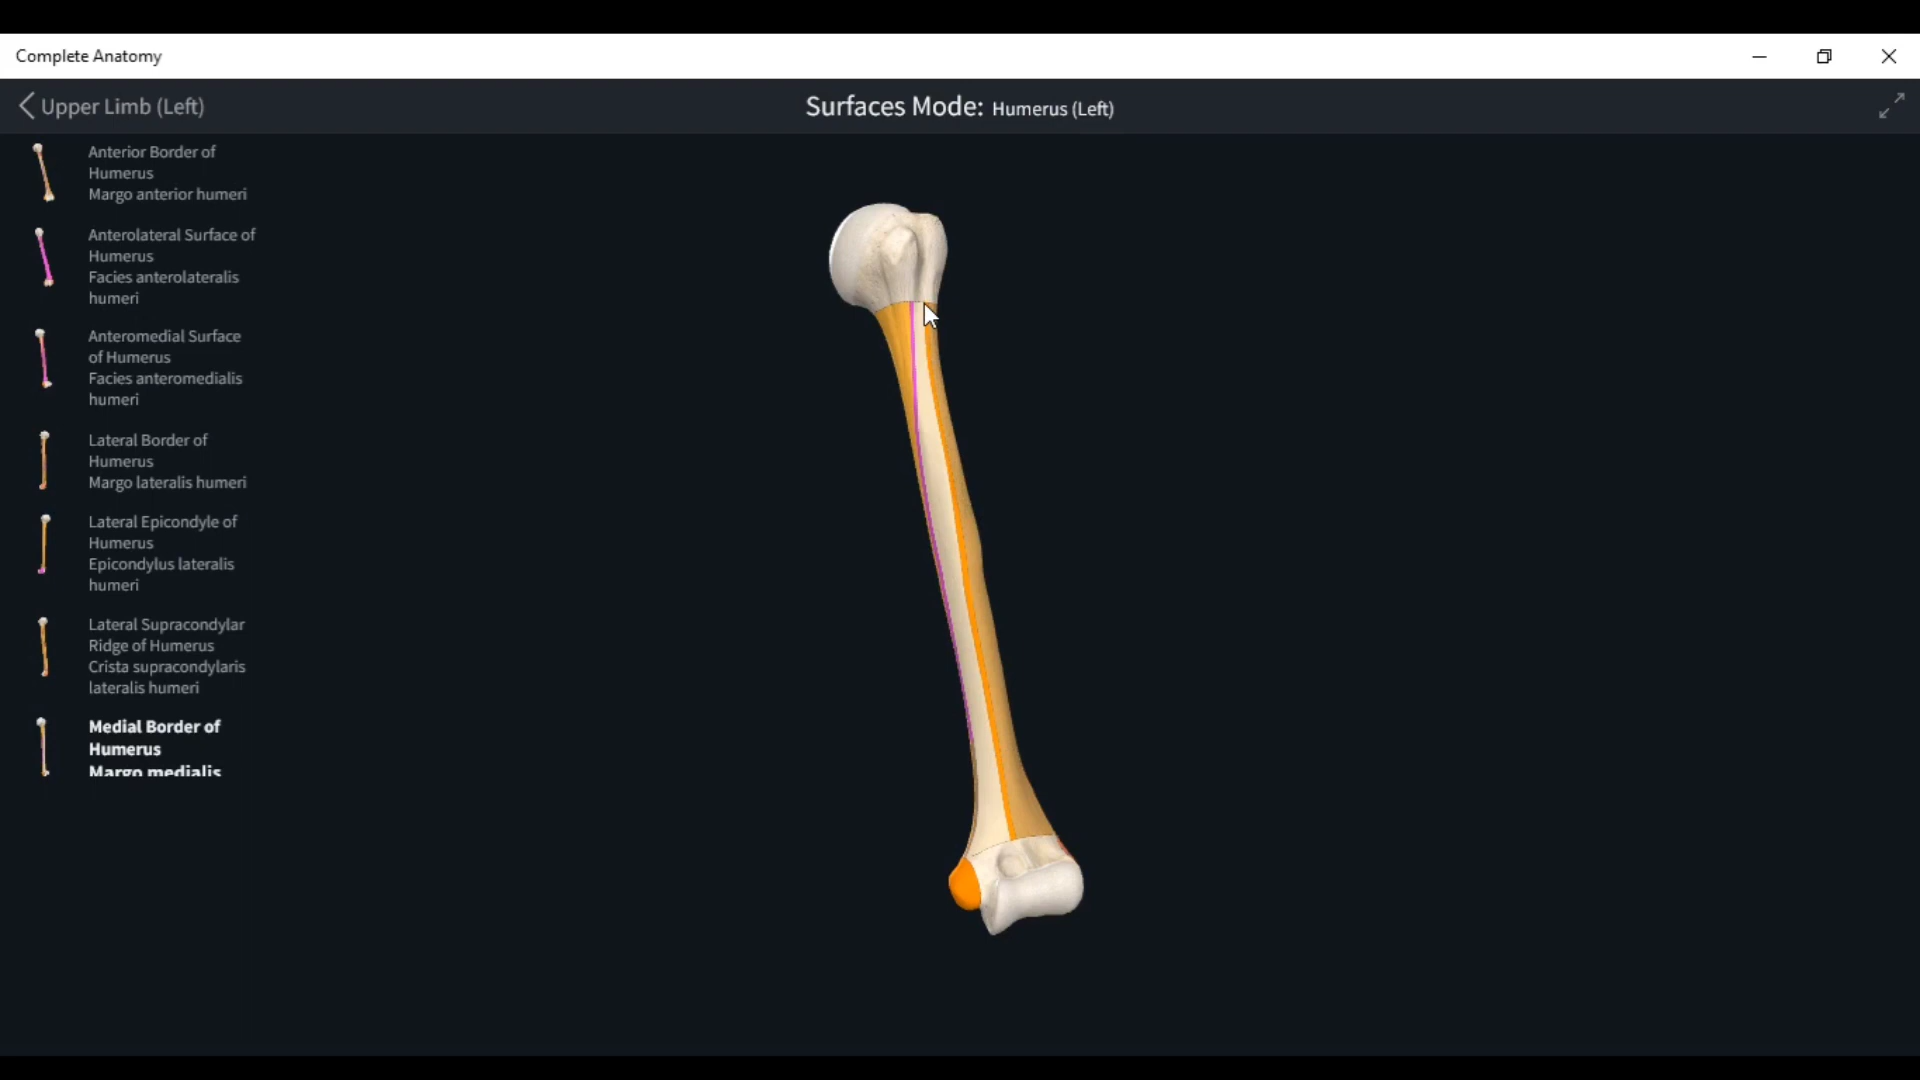 Complete Anatomy
Upper Limb (Left)
Surfaces Mode: Humerus (Left)
Anterior Border of
Humerus
Margo anterior humeri
Anterolateral Surface of
Humerus
Facies anterolateralis
humeri
Anteromedial Surface
of Humerus
Facies anteromedialis
humeri
Lateral Border of
Humerus
Margo lateralis humeri
Lateral Epicondyle of
Humerus
Epicondylus lateralis
humeri
Lateral Supracondylar
Ridge of Humerus
Crista supracondylaris
lateralis humeri
Medial Border of
Humerus
Margo medialis